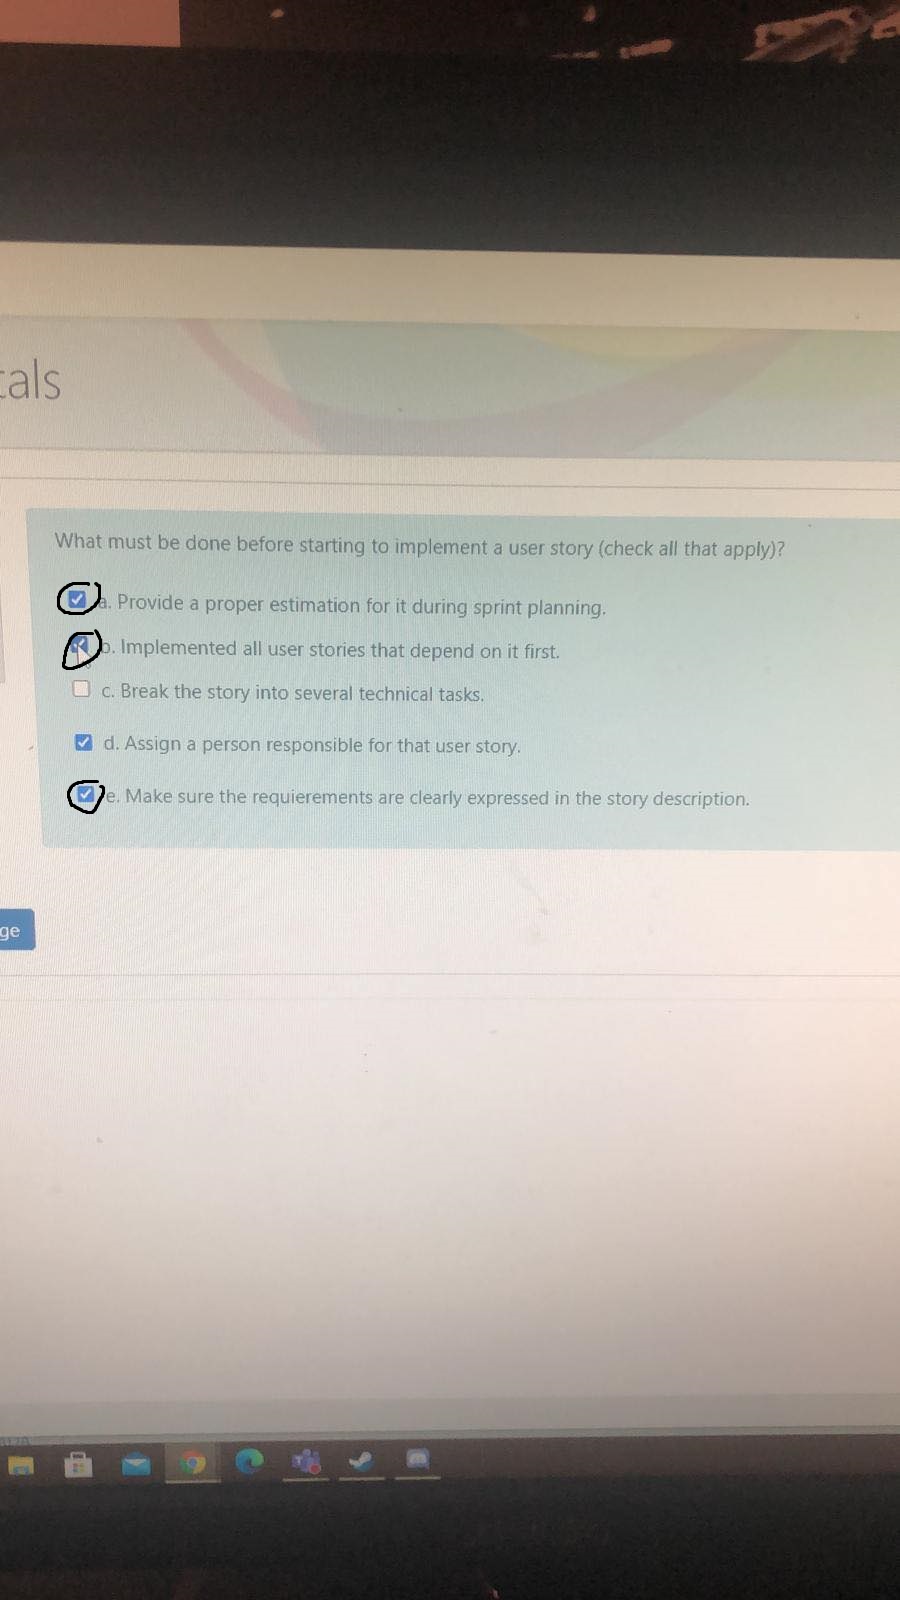 tals
What must be done before starting to implement a user story (check all that apply)?
a. Provide a proper estimation for it during sprint planning.
b. Implemented all user stories that depend on it first.
c. Break the story into several technical tasks.
d. Assign a person responsible for that user story.
e. Make sure the requierements are clearly expressed in the story description.
ge